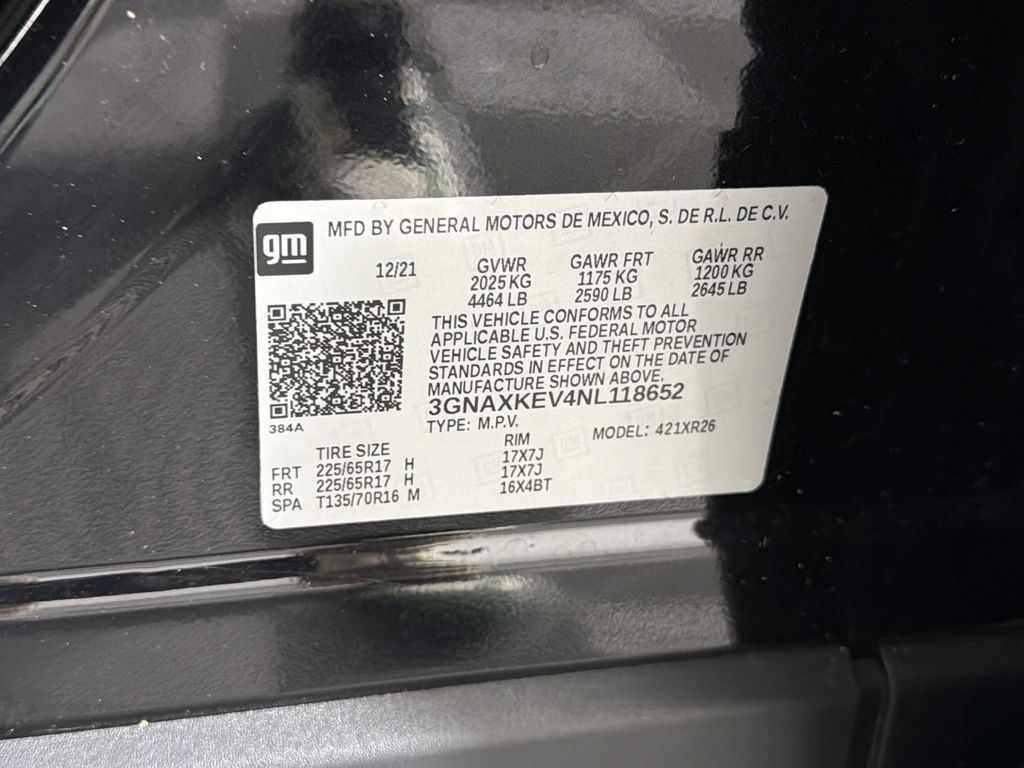 gm
MFD BY GENERAL MOTORS DE MEXICO, S. DE R.L. DE C.V.
12/21
GVWR
2025 KG
4464 LB
GAWR FRT
1175 KG
2590 LB
GAWR RR
1200 KG
2645 LB
THIS VEHICLE CONFORMS TO ALL
APPLICABLE U.S. FEDERAL MOTOR
VEHICLE SAFETY AND THEFT PREVENTION
STANDARDS IN EFFECT ON THE DATE OF
MANUFACTURE SHOWN ABOVE.
3GNAXKEV4NL118652
384A
TYPE: M.P.V.
MODEL: 421XR26
TIRE SIZE RIM
FRT 225/65R17 H 17X7J
RR 225/65R17 H 17X7J
SPA T135/70R16 M 16X4BT